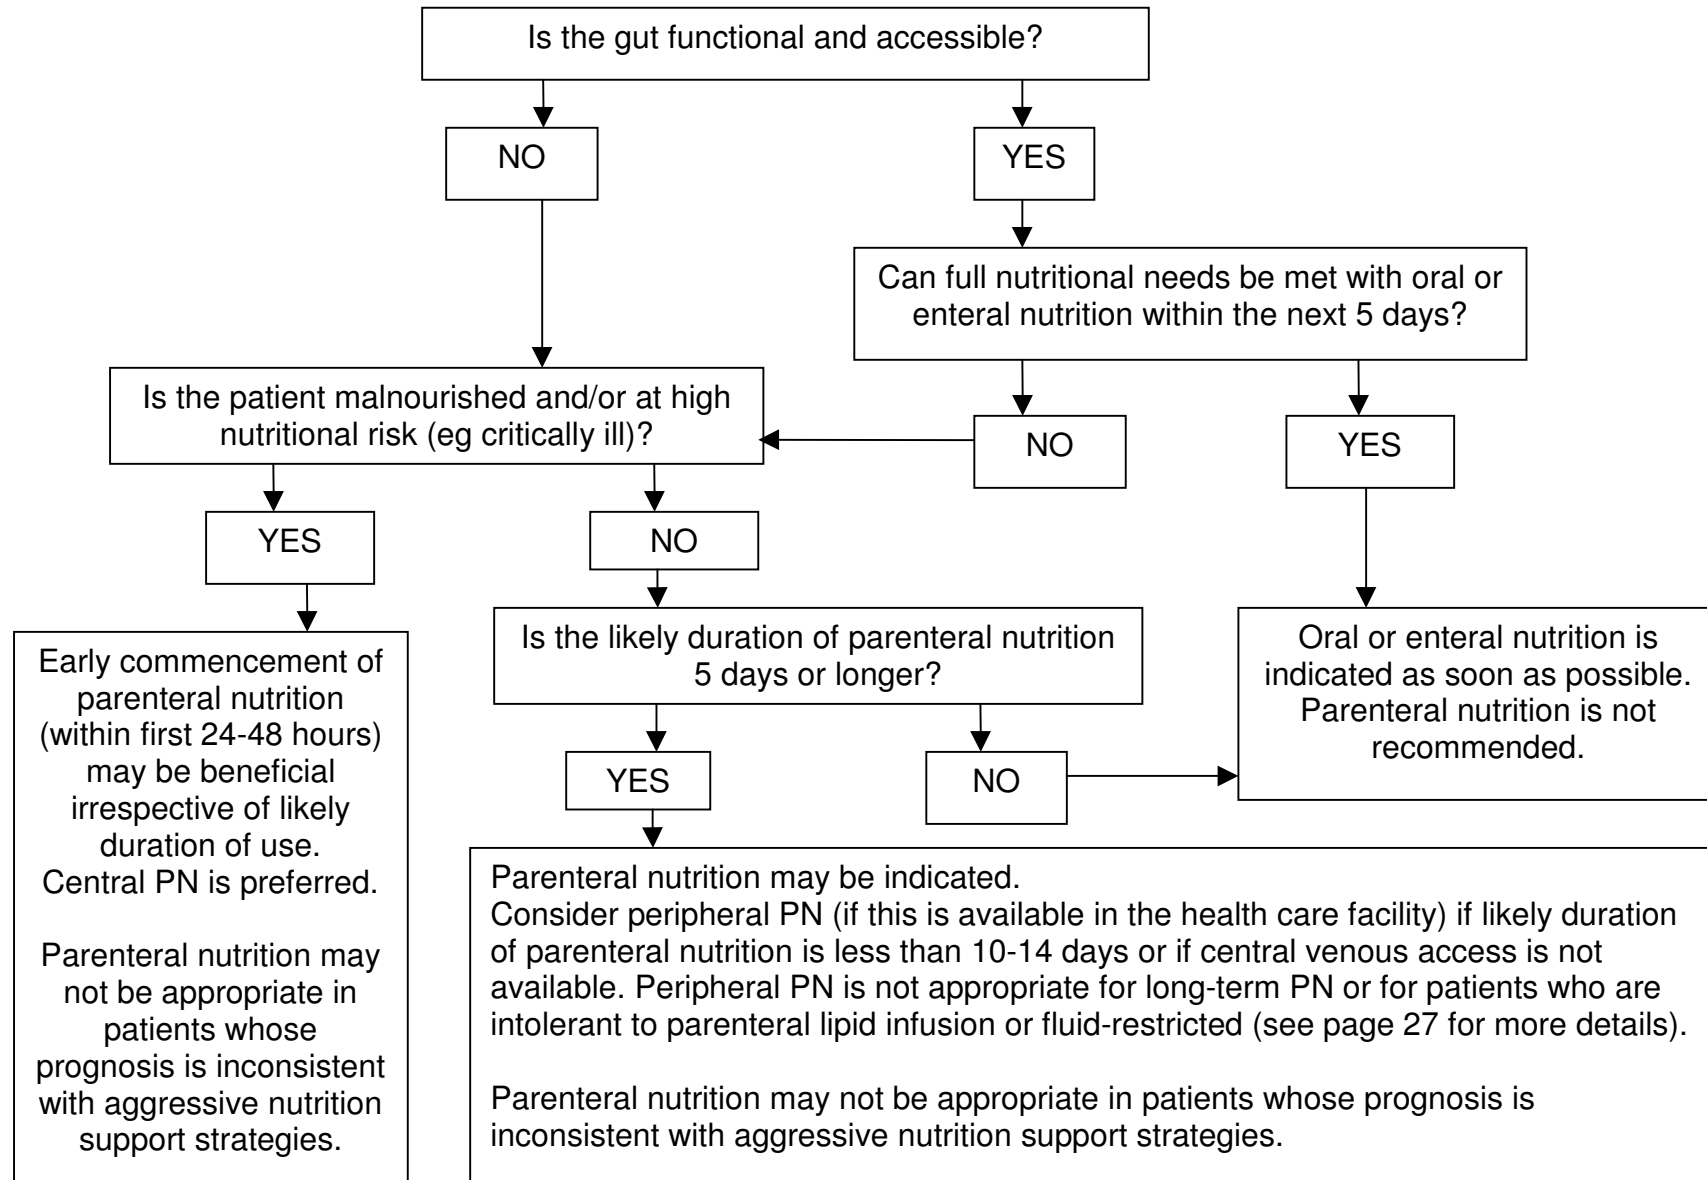 Is the gut functional and accessible?
NO
YES
Can full nutritional needs be met with oral or
enteral nutrition within the next 5 days?
Is the patient malnourished and/or at high
nutritional risk (eg critically ill)?
NO
YES
YES
NO
Is the likely duration of parenteral nutrition
5 days or longer?
Oral or enteral nutrition is
indicated as soon as possible.
Parenteral nutrition is not
recommended.
Early commencement of
parenteral nutrition
(within first 24-48 hours)
may be beneficial
irrespective of likely
duration of use.
Central PN is preferred.
Parenteral nutrition may
not be appropriate in
patients whose
prognosis is inconsistent
with aggressive nutrition
support strategies.
YES
NO
Parenteral nutrition may be indicated.
Consider peripheral PN (if this is available in the health care facility) if likely duration
of parenteral nutrition is less than 10-14 days or if central venous access is not
available. Peripheral PN is not appropriate for long-term PN or for patients who are
intolerant to parenteral lipid infusion or fluid-restricted (see page 27 for more details).
Parenteral nutrition may not be appropriate in patients whose prognosis is
inconsistent with aggressive nutrition support strategies.